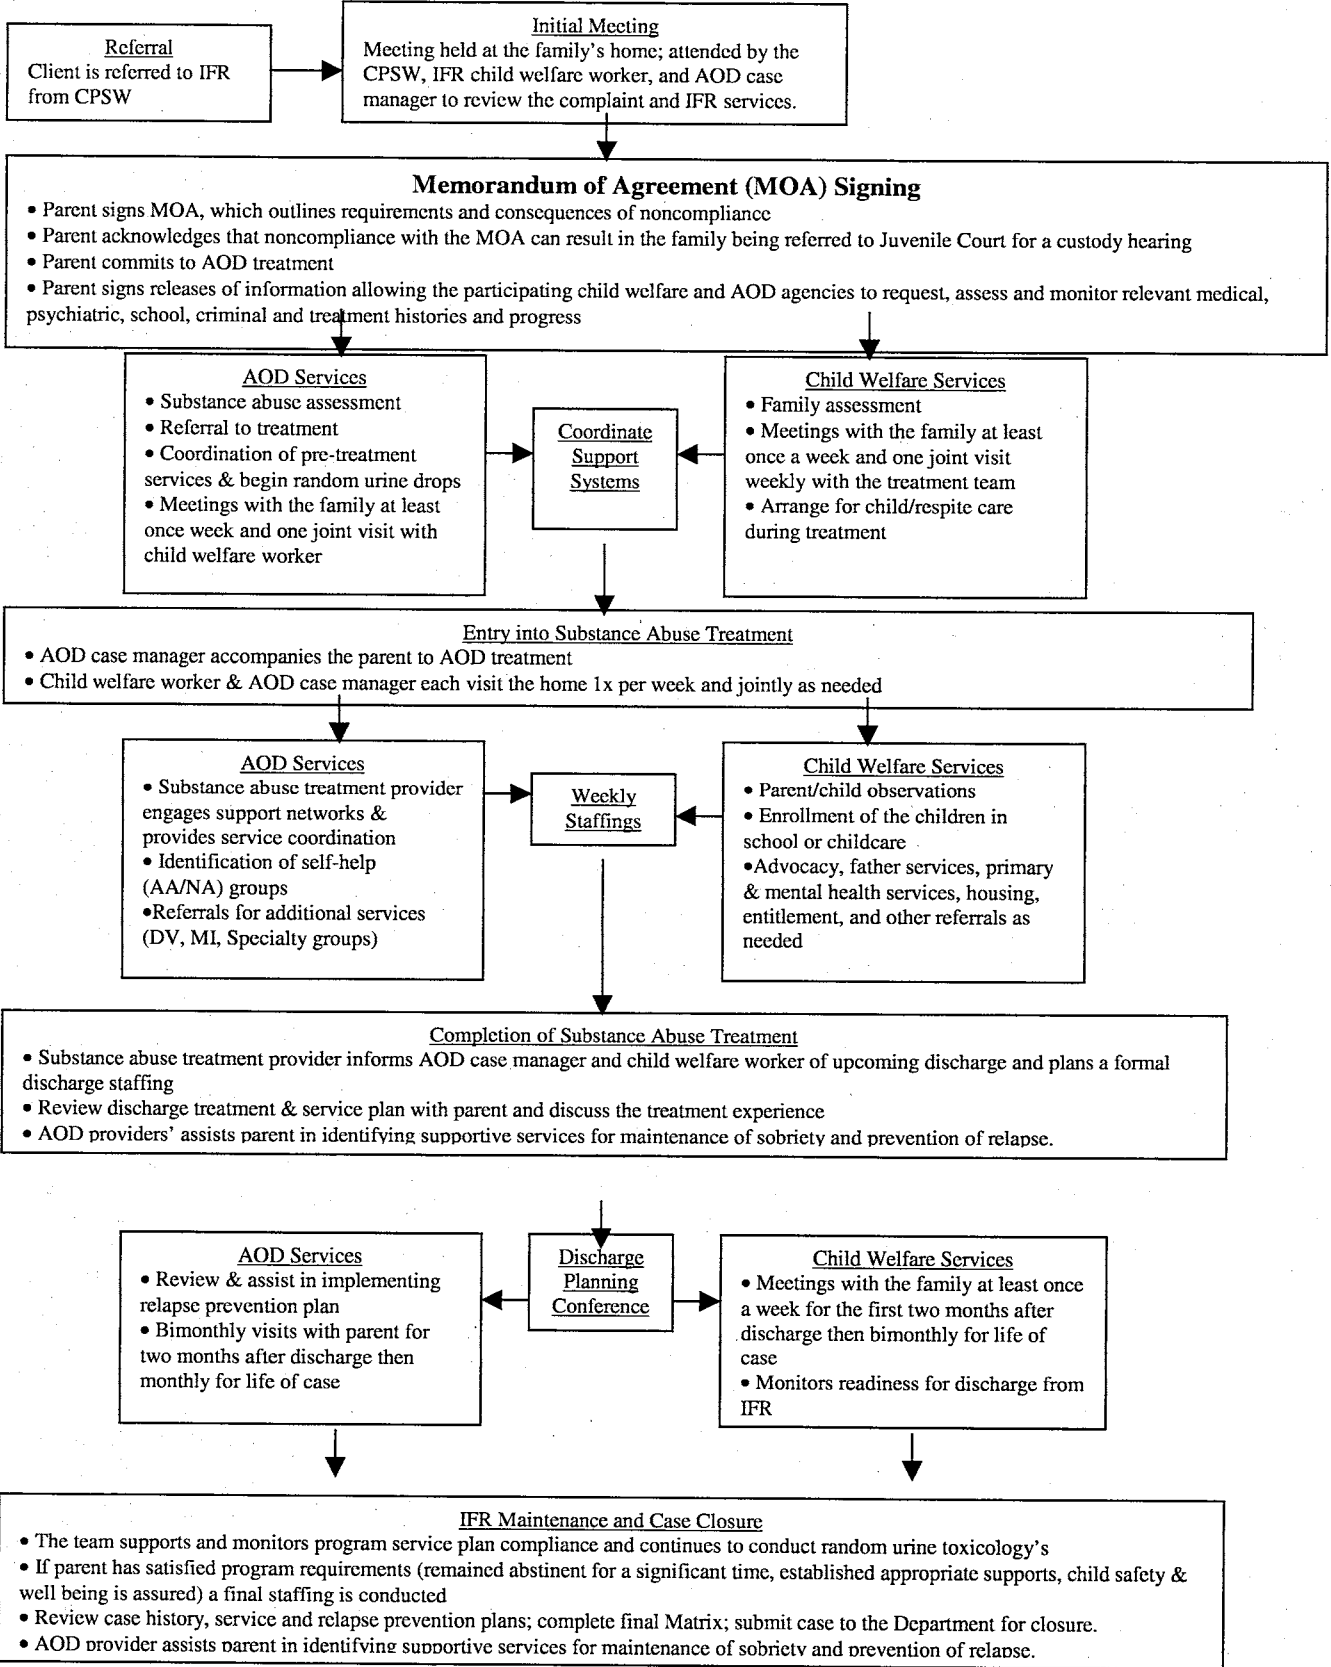 Referral
Client is referred to IFR
from CPSW
Initial Meeting
Meeting held at the family's home; attended by the
CPSW, IFR child welfare worker, and AOD case
manager to review the complaint and IFR services.
Memorandum of Agreement (MOA) Signing
• Parent signs MOA, which outlines requirements and consequences of noncompliance
• Parent acknowledges that noncompliance with the MOA can result in the family being referred to Juvenile Court for a custody hearing
• Parent commits to AOD treatment
• Parent signs releases of information allowing the participating child welfare and AOD agencies to request, assess and monitor relevant medical,
psychiatric, school, criminal and treatment histories and progress
AOD Services
• Substance abuse assessment
• Referral to treatment
• Coordination of pre-treatment
services & begin random urine drops
• Meetings with the family at least
once week and one joint visit with
child welfare worker
Coordinate
Support
Systems
Child Welfare Services
• Family assessment
• Meetings with the family at least
once a week and one joint visit
weekly with the treatment team
• Arrange for child/respite care
during treatment
Entry into Substance Abuse Treatment
• AOD case manager accompanies the parent to AOD treatment
• Child welfare worker & AOD case manager each visit the home 1x per week and jointly as needed
AOD Services
• Substance abuse treatment provider
engages support networks &
provides service coordination
• Identification of self-help
(AA/NA) groups
•Referrals for additional services
(DV, MI, Specialty groups)
Weekly
Staffings
Child Welfare Services
• Parent/child observations
• Enrollment of the children in
school or childcare
•Advocacy, father services, primary
& mental health services, housing,
entitlement, and other referrals as
needed
Completion of Substance Abuse Treatment
• Substance abuse treatment provider informs AOD case manager and child welfare worker of upcoming discharge and plans a formal
discharge staffing
• Review discharge treatment & service plan with parent and discuss the treatment experience
• AOD providers' assists parent in identifying supportive services for maintenance of sobriety and prevention of relapse.
AOD Services
• Review & assist in implementing
relapse prevention plan
• Bimonthly visits with parent for
two months after discharge then
monthly for life of case
Discharge
Planning
Conference
Child Welfare Services
• Meetings with the family at least once
a week for the first two months after
discharge then bimonthly for life of
case
• Monitors readiness for discharge from
IFR
IFR Maintenance and Case Closure
• The team supports and monitors program service plan compliance and continues to conduct random urine toxicology's
• If parent has satisfied program requirements (remained abstinent for a significant time, established appropriate supports, child safety &
well being is assured) a final staffing is conducted
• Review case history, service and relapse prevention plans; complete final Matrix; submit case to the Department for closure.
• AOD provider assists parent in identifying supportive services for maintenance of sobriety and prevention of relapse.